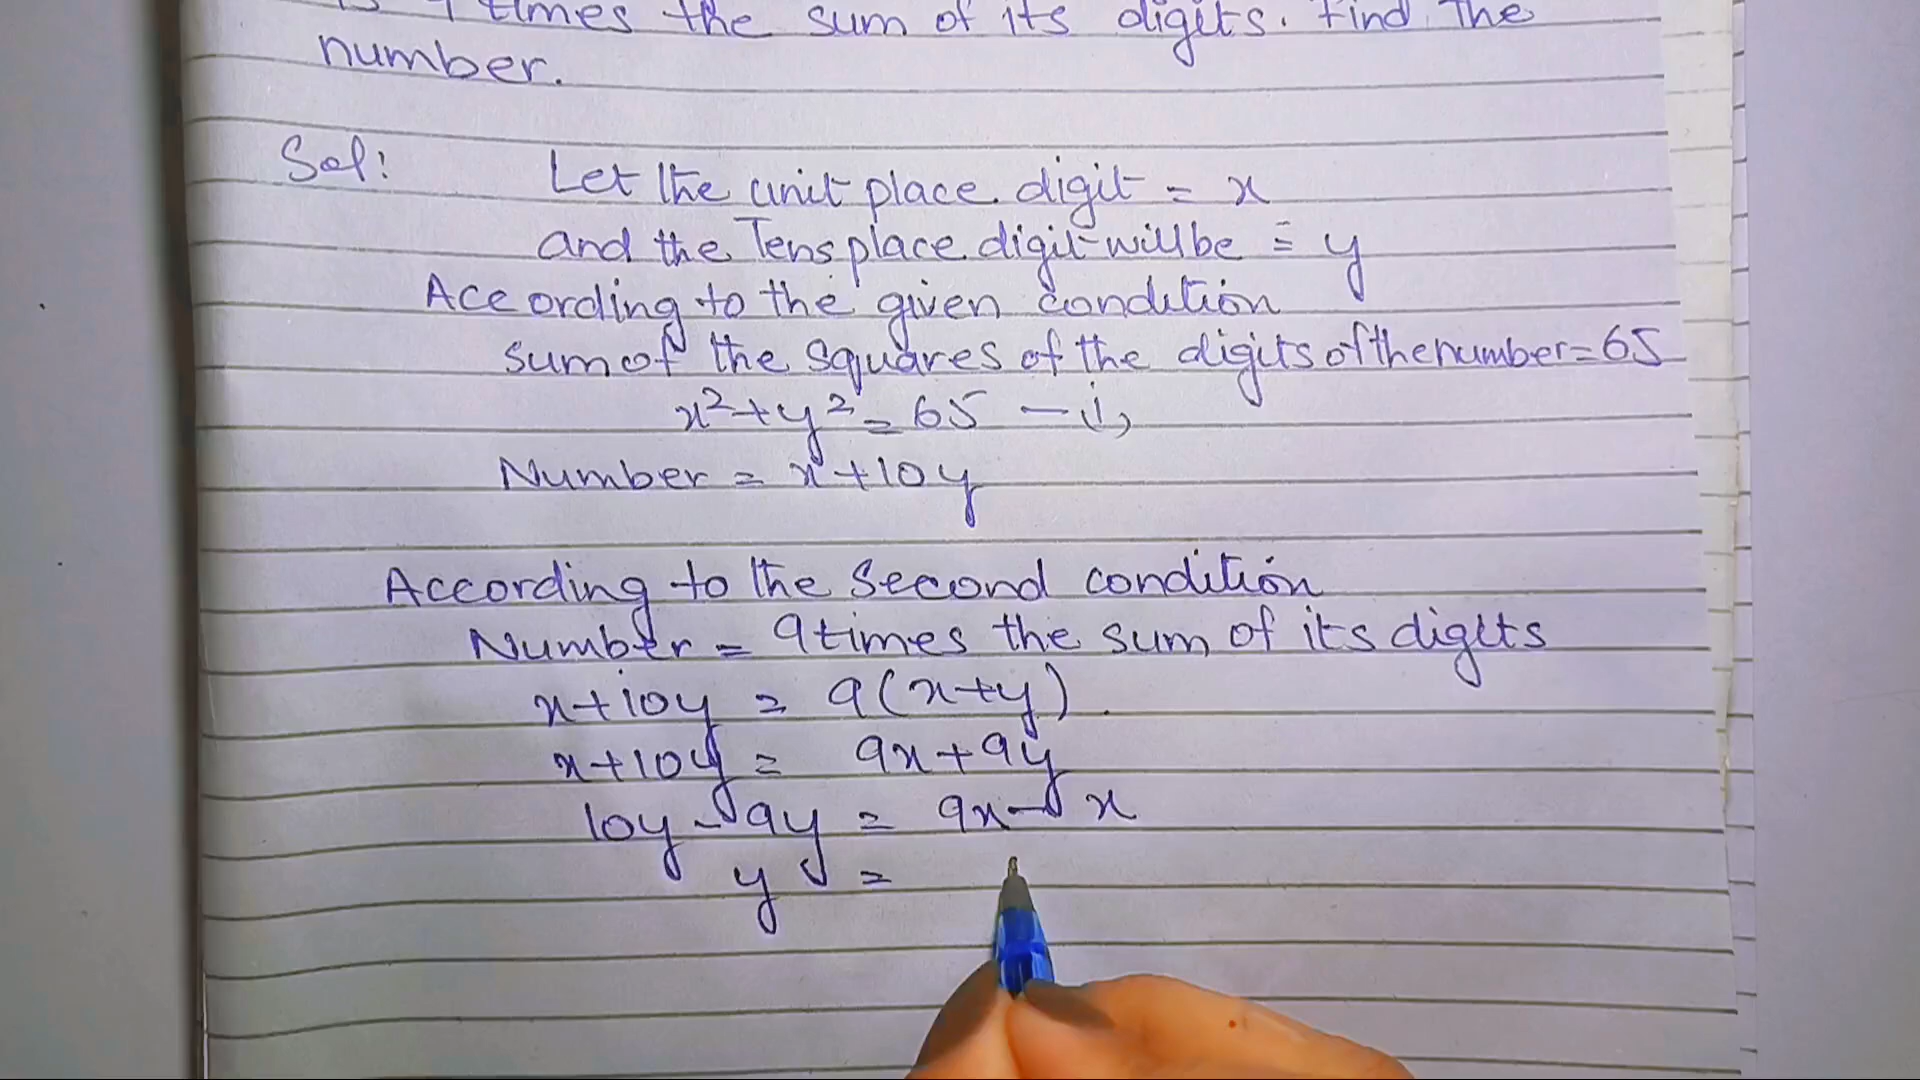 is 9 times the sum of its digits. Find the
number.
Sol: Let the unit place digit = x
and the Tens place digit will be = y
According to the given condition
sum of the squares of the digits of the number = 65
x²+y² = 65 — (i)
Number = x+10y
According to the second condition
Number = 9 times the sum of its digits
x+10y = 9(x+y).
x+10y = 9x+9y
10y-9y = 9x-x
y =